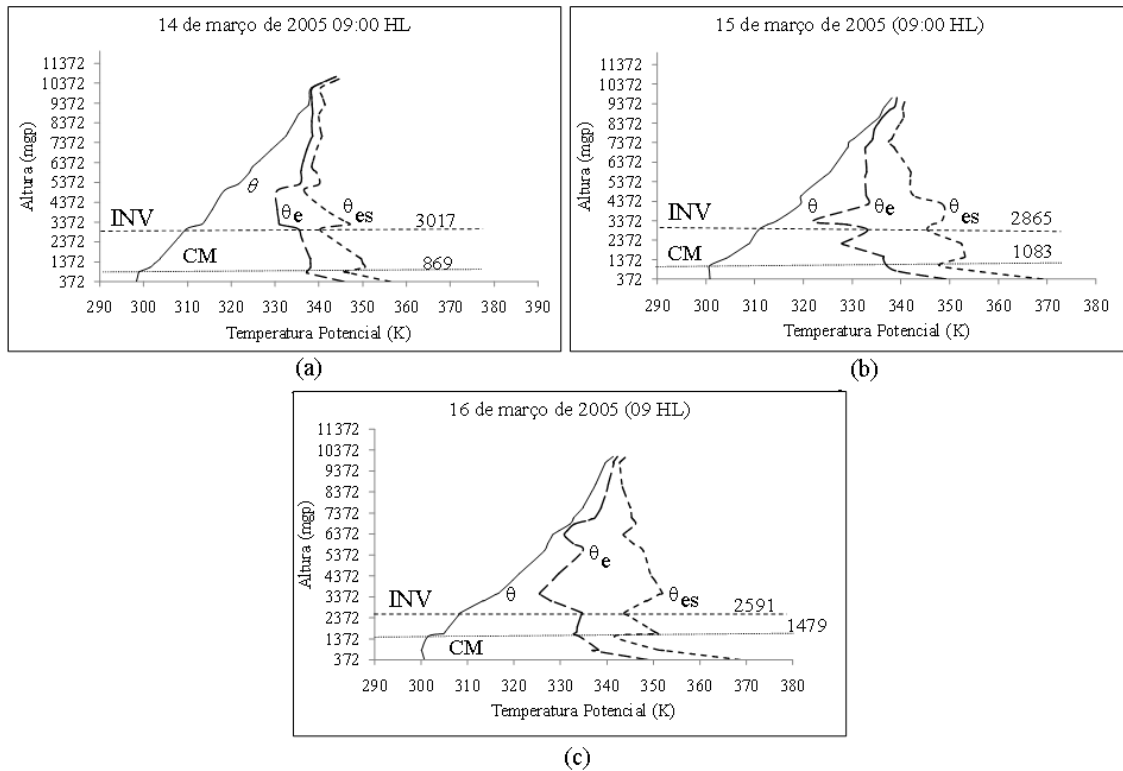 14 de março de 2005 09:00 HL
Altura (mgp)
11372
10372
9372
8372
7372
6372
5372
4372
3372
2372
1372
372
θ
θe
θes
INV
3017
CM
869
290 300 310 320 330 340 350 360 370 380 390
Temperatura Potencial (K)
(a)
15 de março de 2005 (09:00 HL)
Altura (mgp)
11372
10372
9372
8372
7372
6372
5372
4372
3372
2372
1372
372
θ
θe
θes
INV
2865
CM
1083
290 300 310 320 330 340 350 360 370 380
Temperatura Potencial (K)
(b)
16 de março de 2005 (09 HL)
Altura (mgp)
11372
10372
9372
8372
7372
6372
5372
4372
3372
2372
1372
372
θe
θ
θes
INV
2591
1479
CM
290 300 310 320 330 340 350 360 370 380
Temperatura Potencial (K)
(c)